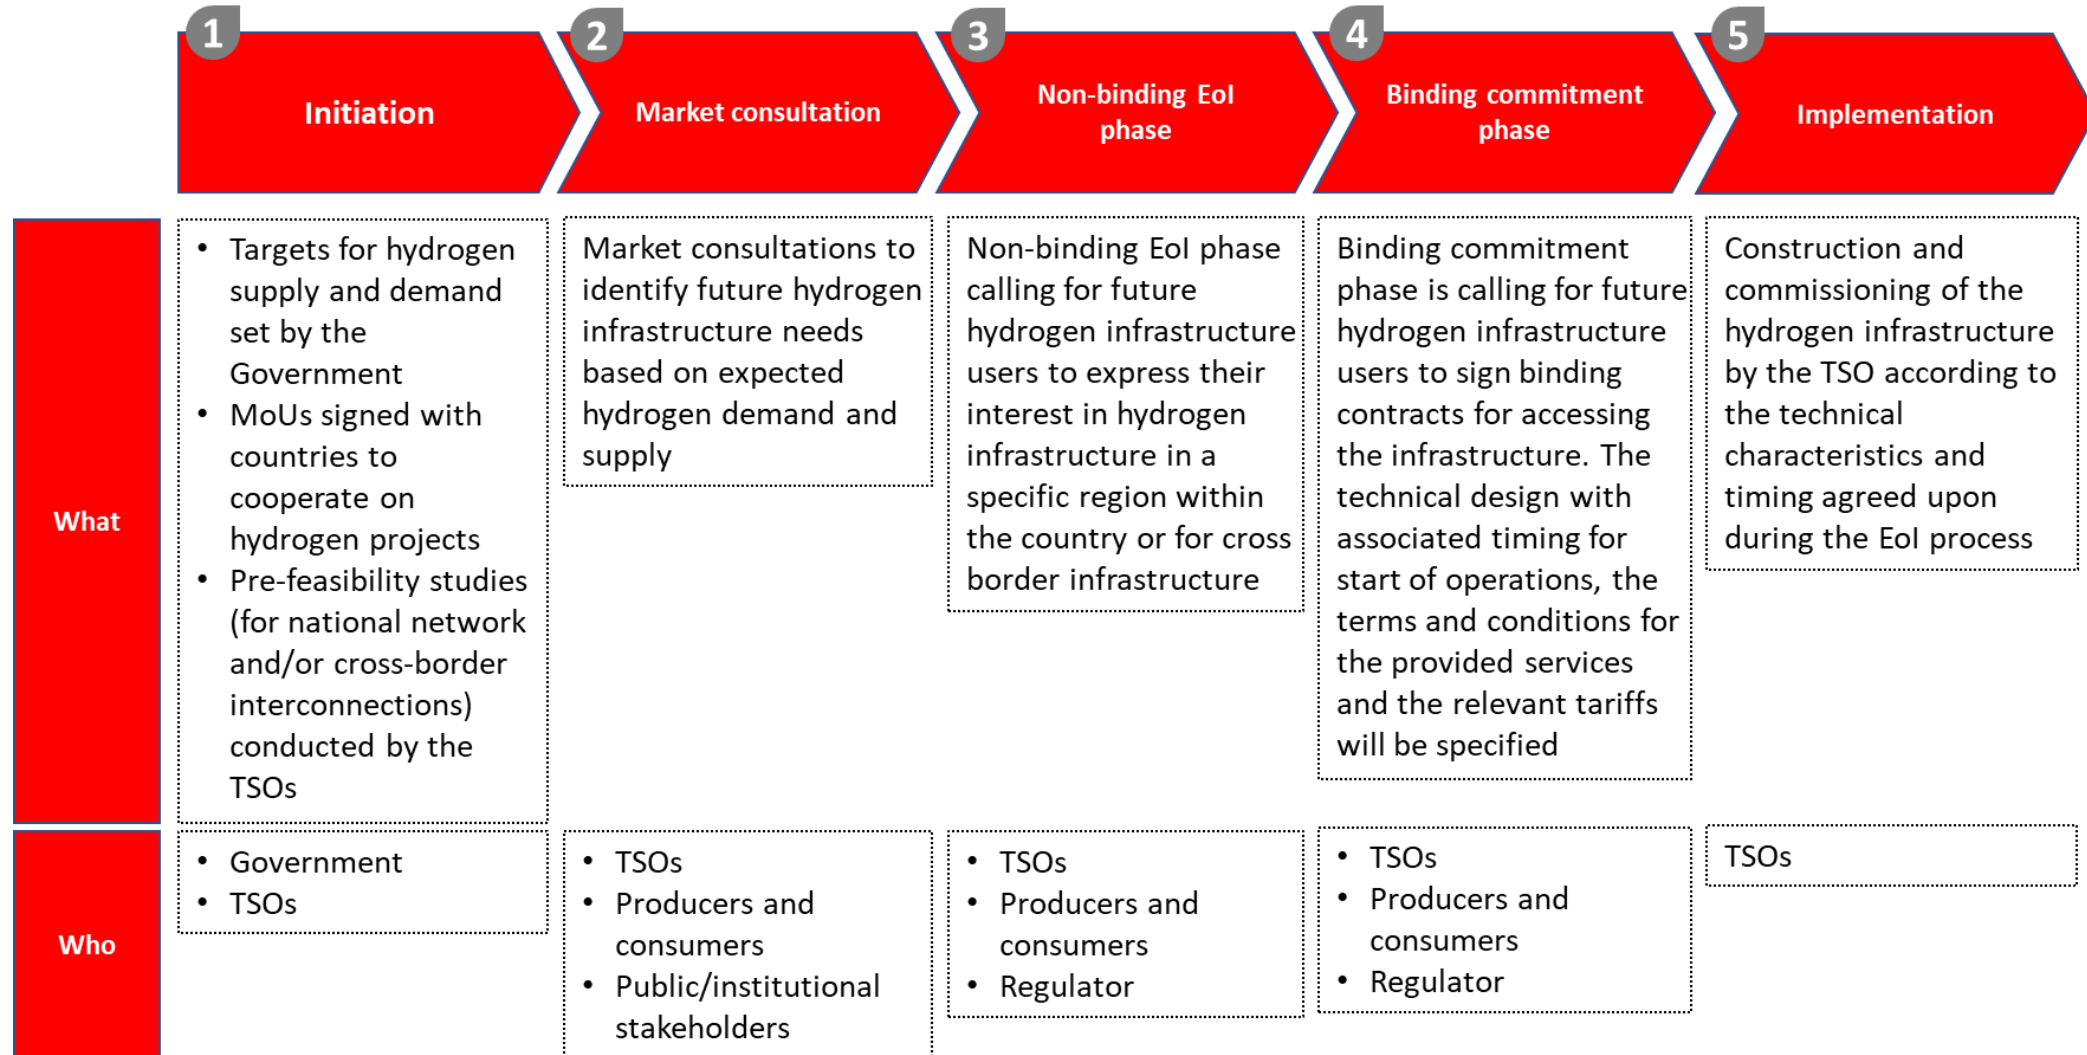 1
Initiation
2
Market consultation
3
Non-binding EoI
phase
4
Binding commitment
phase
5
Implementation
What
• Targets for hydrogen
supply and demand
set by the
Government
• MoUs signed with
countries to
cooperate on
hydrogen projects
• Pre-feasibility studies
(for national network
and/or cross-border
interconnections)
conducted by the
TSOs
Market consultations to
identify future hydrogen
infrastructure needs
based on expected
hydrogen demand and
supply
Non-binding EoI phase
calling for future
hydrogen infrastructure
users to express their
interest in hydrogen
infrastructure in a
specific region within
the country or for cross
border infrastructure
Binding commitment
phase is calling for future
hydrogen infrastructure
users to sign binding
contracts for accessing
the infrastructure. The
technical design with
associated timing for
start of operations, the
terms and conditions for
the provided services
and the relevant tariffs
will be specified
Construction and
commissioning of the
hydrogen infrastructure
by the TSO according to
the technical
characteristics and
timing agreed upon
during the EoI process
Who
• Government
• TSOs
• TSOs
• Producers and
consumers
• Public/institutional
stakeholders
• TSOs
• Producers and
consumers
• Regulator
• TSOs
• Producers and
consumers
• Regulator
TSOs